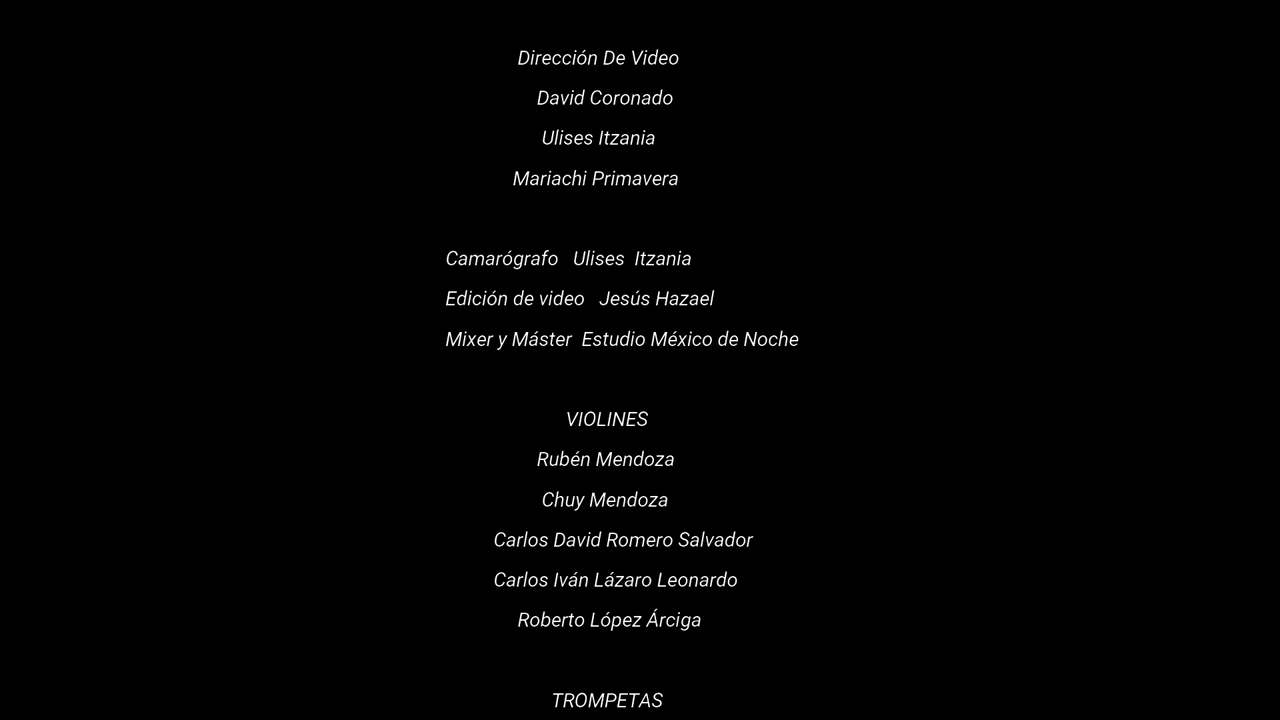 Dirección De Video
David Coronado
Ulises Itzania
Mariachi Primavera
Camarógrafo Ulises Itzania
Edición de video Jesús Hazael
Mixer y Máster Estudio México de Noche
VIOLINES
Rubén Mendoza
Chuy Mendoza
Carlos David Romero Salvador
Carlos Iván Lázaro Leonardo
Roberto López Árciga
TROMPETAS